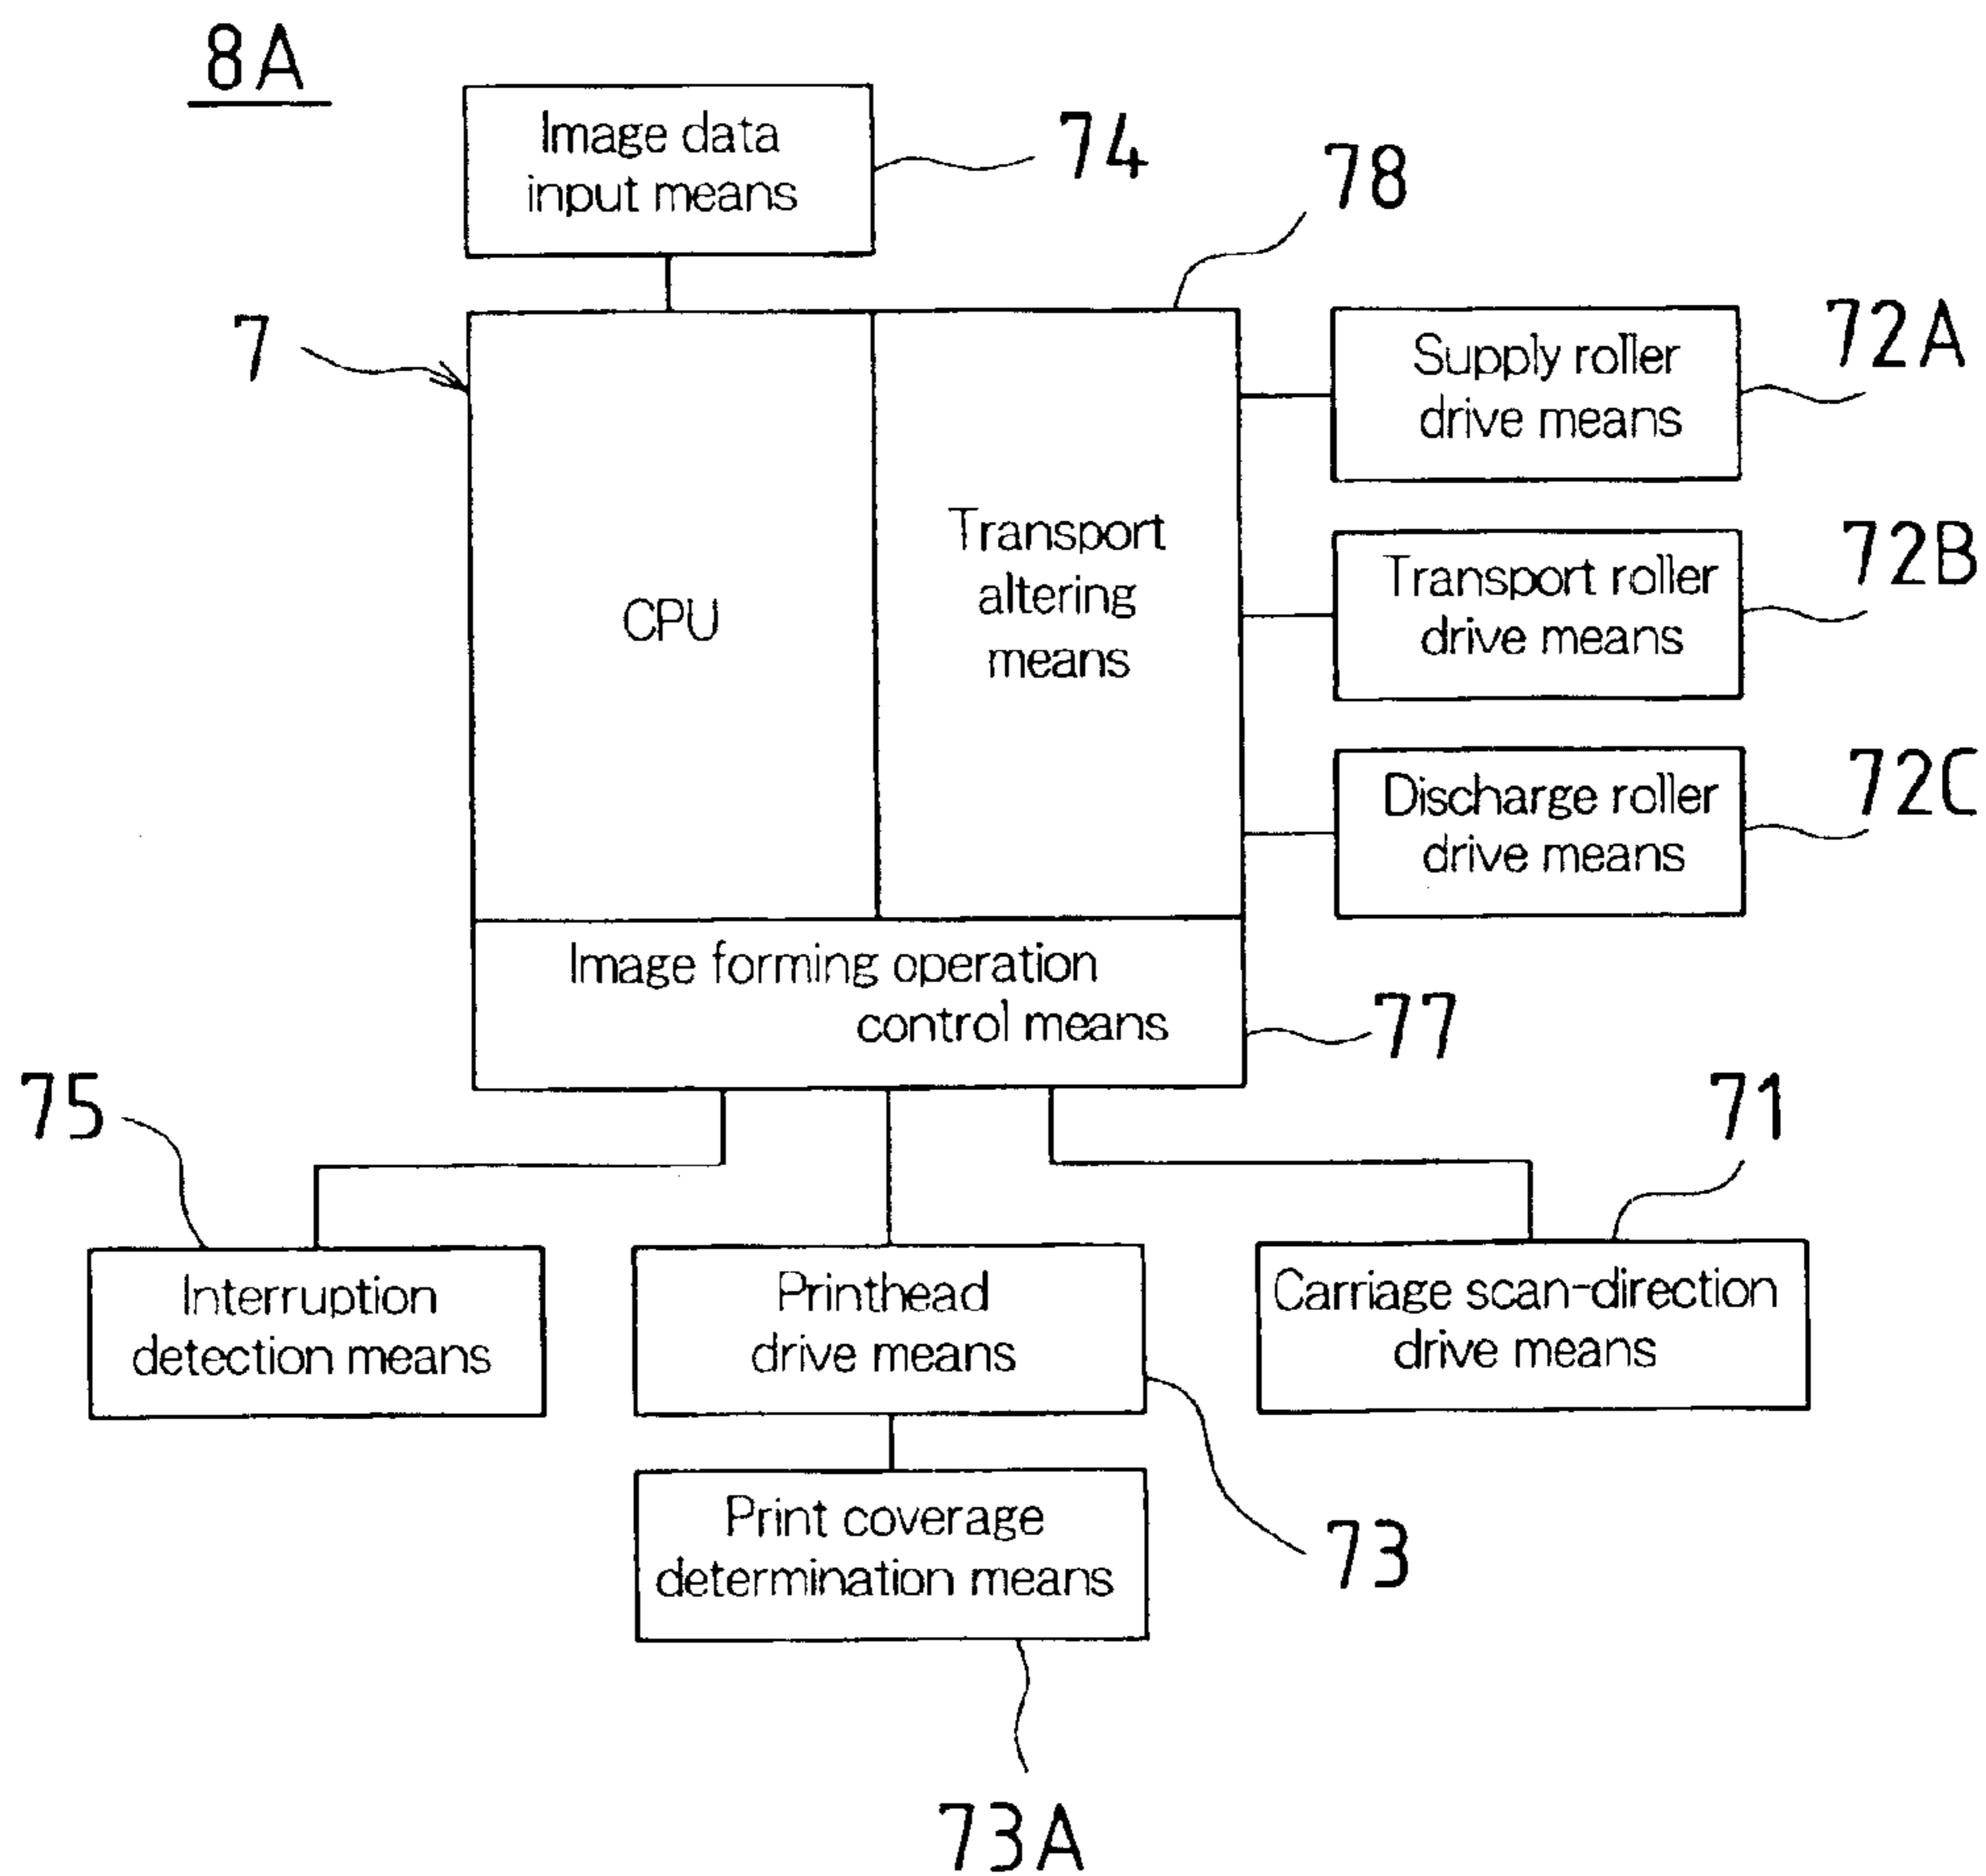 8A
Image data
input means
74
78
7
CPU
Transport
altering
means
Supply roller
drive means
72A
Transport roller
drive means
72B
Discharge roller
drive means
72C
Image forming operation
control means
77
75
71
Interruption
detection means
Printhead
drive means
Carriage scan-direction
drive means
73
Print coverage
determination means
73A